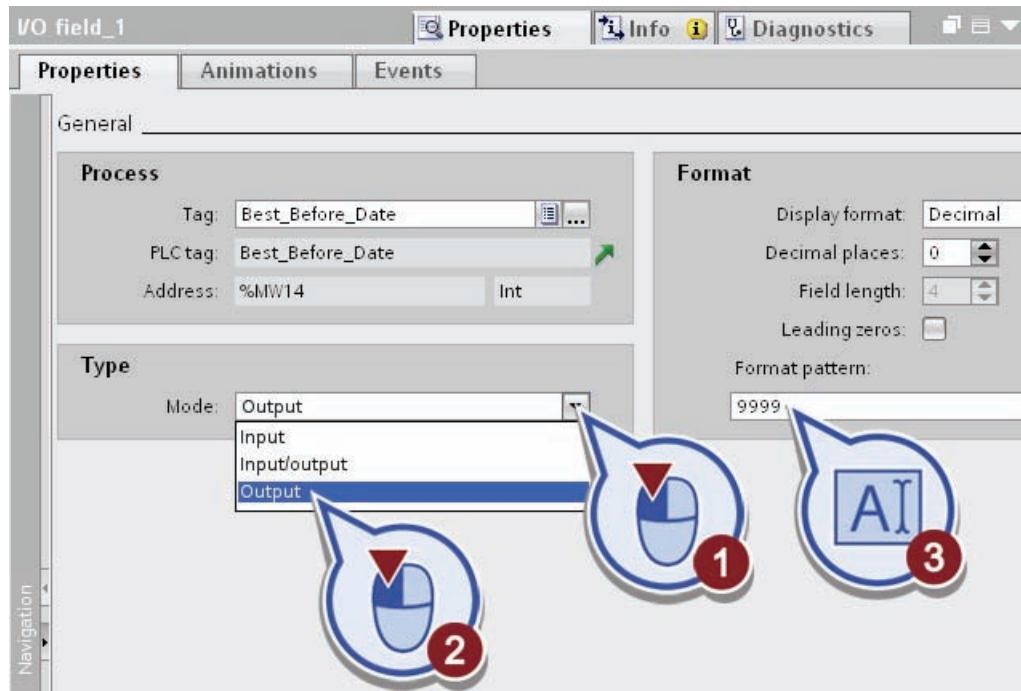 I/O field_1 Properties Info Diagnostics
Properties Animations Events
General
Process
Tag: Best_Before_Date ...
PLC tag: Best_Before_Date
Address: %MW14 Int
Type
Mode: Output
Input
Input/output
Output
Format
Display format: Decimal
Decimal places: 0
Field length: 4
Leading zeros:
Format pattern:
9999
A
1
2
3
Navigation